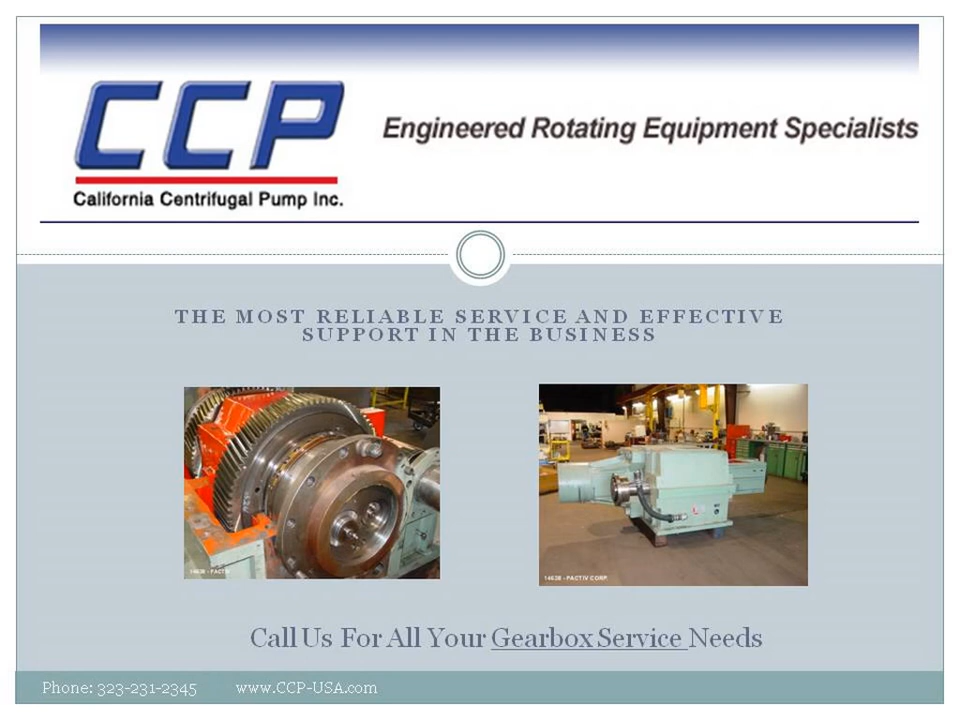 CCP
Engineered Rotating Equipment Specialists
California Centrifugal Pump Inc.
THE MOST RELIABLE SERVICE AND EFFECTIVE
SUPPORT IN THE BUSINESS
14638 - PACTIV
14638 - PACTIV CORP.
Call Us For All Your Gearbox Service Needs
Phone: 323-231-2345 www.CCP-USA.com